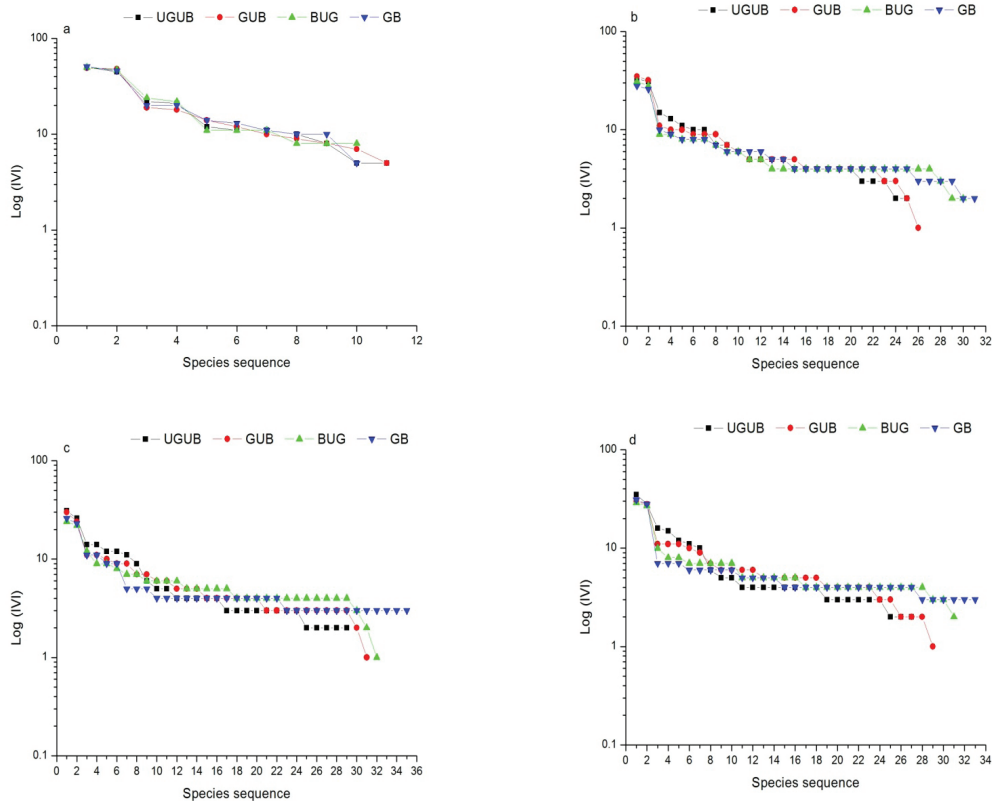 a
UGUB GUB BUG GB
100
10
1
0.1
Log (IVI)
0 2 4 6 8 10 12
Species sequence
b
UGUB GUB BUG GB
100
10
1
0.1
Log (IVI)
0 2 4 6 8 10 12 14 16 18 20 22 24 26 28 30 32
Species sequence
c
UGUB GUB BUG GB
100
10
1
0.1
Log (IVI)
0 2 4 6 8 10 12 14 16 18 20 22 24 26 28 30 32 34 36
Species sequence
d
UGUB GUB BUG GB
100
10
1
0.1
Log (IVI)
0 2 4 6 8 10 12 14 16 18 20 22 24 26 28 30 32 34
Species sequence